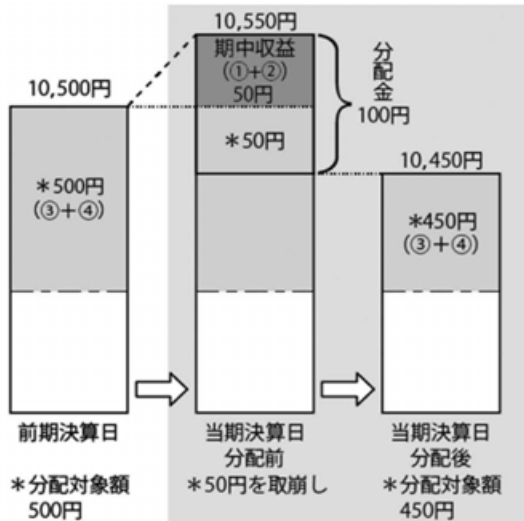 10,500円
＊500円
(③＋④)
前期決算日
＊分配対象額
500円
10,550円
期中収益
(①＋②)
50円
＊50円
分配金
100円
当期決算日
分配前
＊50円を取崩し
10,450円
＊450円
(③＋④)
当期決算日
分配後
＊分配対象額
450円